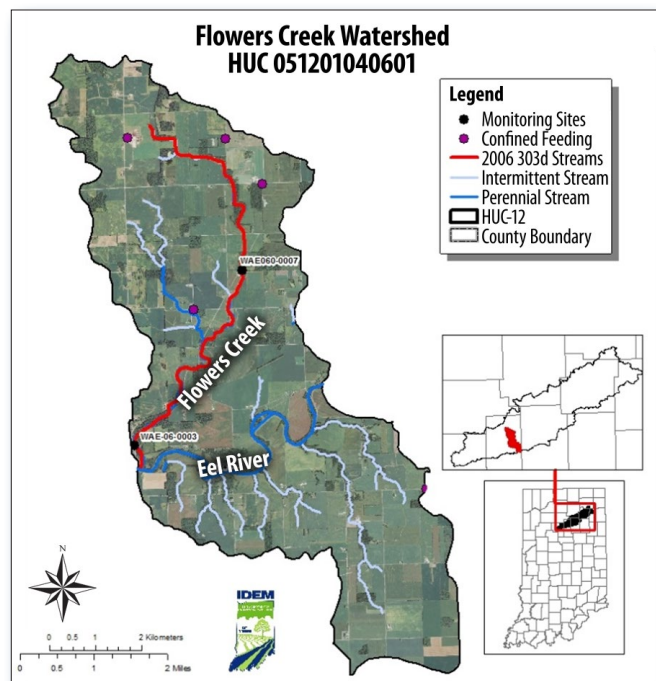 Flowers Creek Watershed
HUC 051201040601
Legend
Monitoring Sites
Confined Feeding
2006 303d Streams
Intermittent Stream
Perennial Stream
HUC-12
County Boundary
WAE060-0007
Flowers Creek
WAE-06-0003
Eel River
N
IDEM
0 0.5 1 2 Kilometers
0 0.5 1 2 Miles